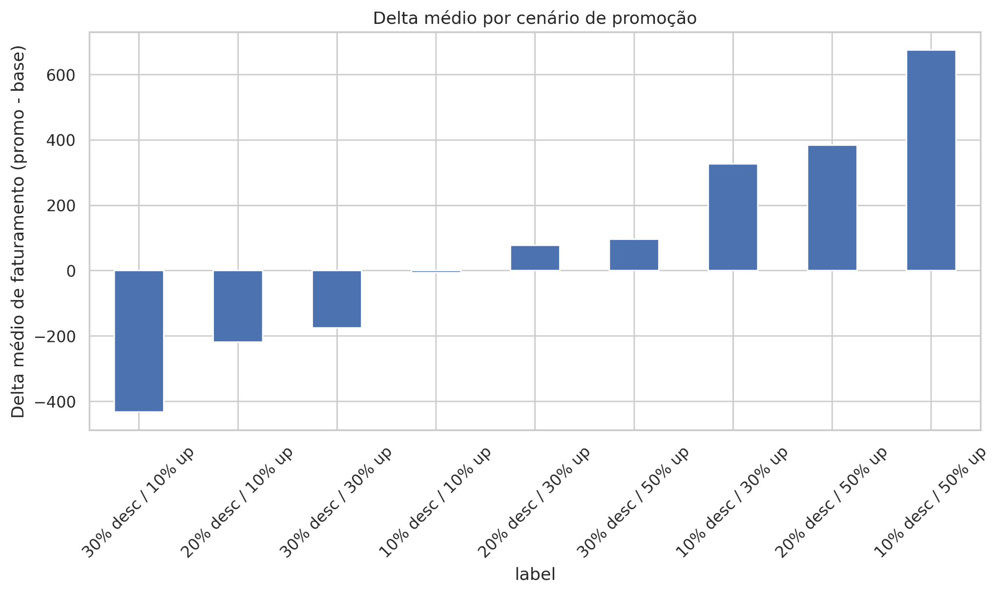 Delta médio por cenário de promoção
Delta médio de faturamento (promo - base)
600
400
200
0
−200
−400
30% desc / 10% up
20% desc / 10% up
30% desc / 30% up
10% desc / 10% up
20% desc / 30% up
30% desc / 50% up
10% desc / 30% up
20% desc / 50% up
10% desc / 50% up
label